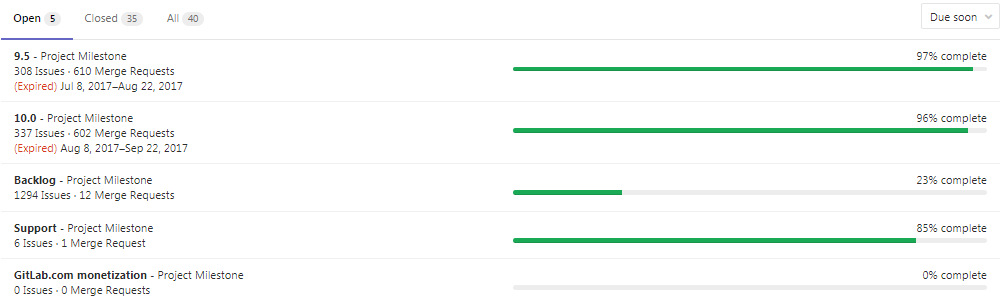 Open 5 Closed 35 All 40 Due soon
9.5 - Project Milestone 97% complete
308 Issues · 610 Merge Requests
(Expired) Jul 8, 2017–Aug 22, 2017
10.0 - Project Milestone 96% complete
337 Issues · 602 Merge Requests
(Expired) Aug 8, 2017–Sep 22, 2017
Backlog - Project Milestone 23% complete
1294 Issues · 12 Merge Requests
Support - Project Milestone 85% complete
6 Issues · 1 Merge Request
GitLab.com monetization - Project Milestone 0% complete
0 Issues · 0 Merge Requests